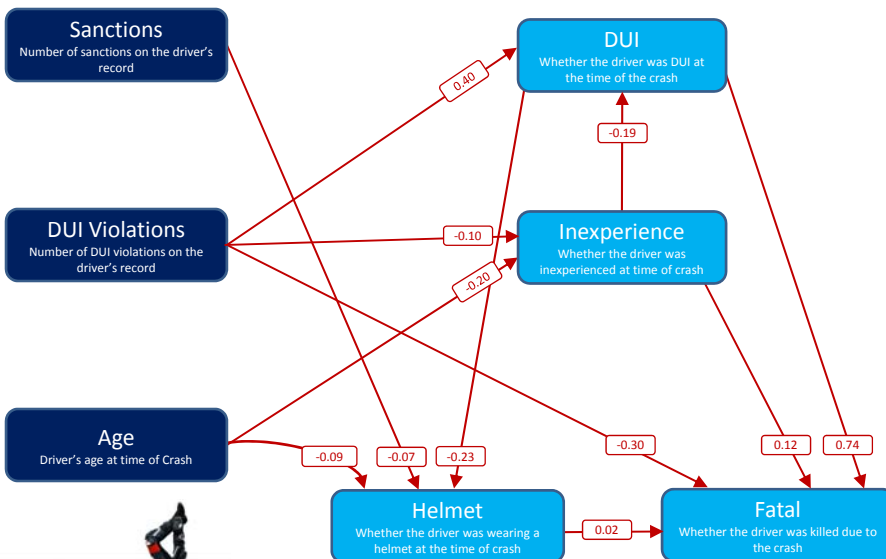 Sanctions
Number of sanctions on the driver's
record
DUI
Whether the driver was DUI at
the time of the crash
0.40
-0.19
DUI Violations
Number of DUI violations on the
driver's record
-0.10
Inexperience
Whether the driver was
inexperienced at time of crash
-0.20
Age
Driver's age at time of Crash
-0.09
-0.07
-0.23
-0.30
0.12
0.74
Helmet
Whether the driver was wearing a
helmet at the time of crash
0.02
Fatal
Whether the driver was killed due to
the crash